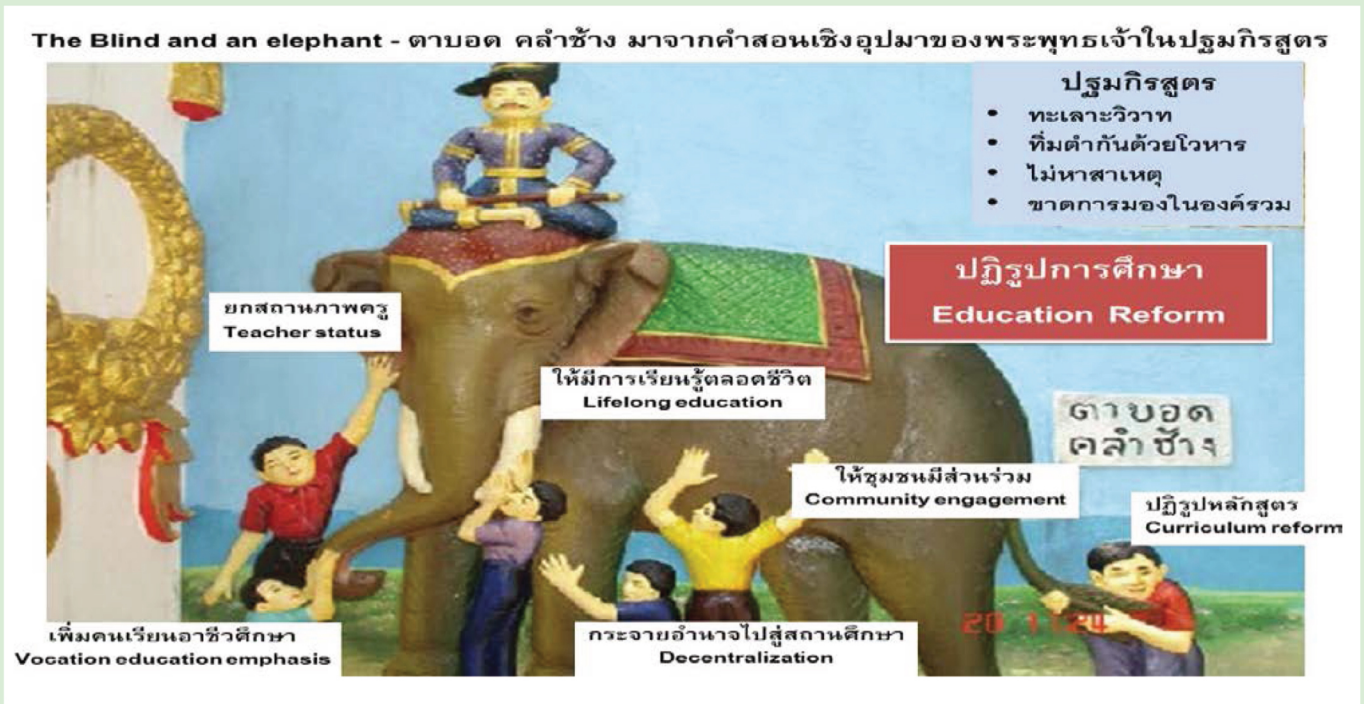 The Blind and an elephant - ตาบอด คลำช้าง มาจากคำสอนเชิงอุปมาของพระพุทธเจ้าในปฐมกิรสูตร
ปฐมกิรสูตร
• ทะเลาะวิวาท
• ทิ่มตำกันด้วยโวหาร
• ไม่หาสาเหตุ
• ขาดการมองในองค์รวม
ปฏิรูปการศึกษา
Education Reform
ยกสถานภาพครู
Teacher status
ให้มีการเรียนรู้ตลอดชีวิต
Lifelong education
ตาบอด
คลำช้าง
ให้ชุมชนมีส่วนร่วม
Community engagement
ปฏิรูปหลักสูตร
Curriculum reform
เพิ่มคนเรียนอาชีวศึกษา
Vocation education emphasis
กระจายอำนาจไปสู่สถานศึกษา
Decentralization